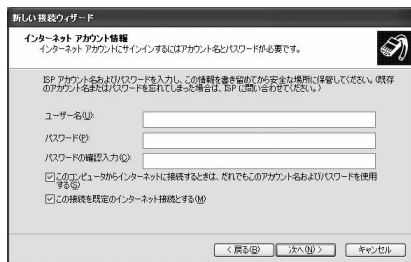 新しい接続ウィザード
インターネット アカウント情報
インターネット アカウントにサインインするにはアカウント名とパスワードが必要です。
ISP アカウント名およびパスワードを入力し、この情報を書き留めてから安全な場所に保管してください。(既存
のアカウント名またはパスワードを忘れてしまった場合は、ISP に問い合わせてください。)
ユーザー名(U):
パスワード(P):
パスワードの確認入力(C):
このコンピュータからインターネットに接続するときは、だれでもこのアカウント名およびパスワードを使用
する(S)
この接続を既定のインターネット接続とする(M)
< 戻る(B)
次へ(N) >
キャンセル